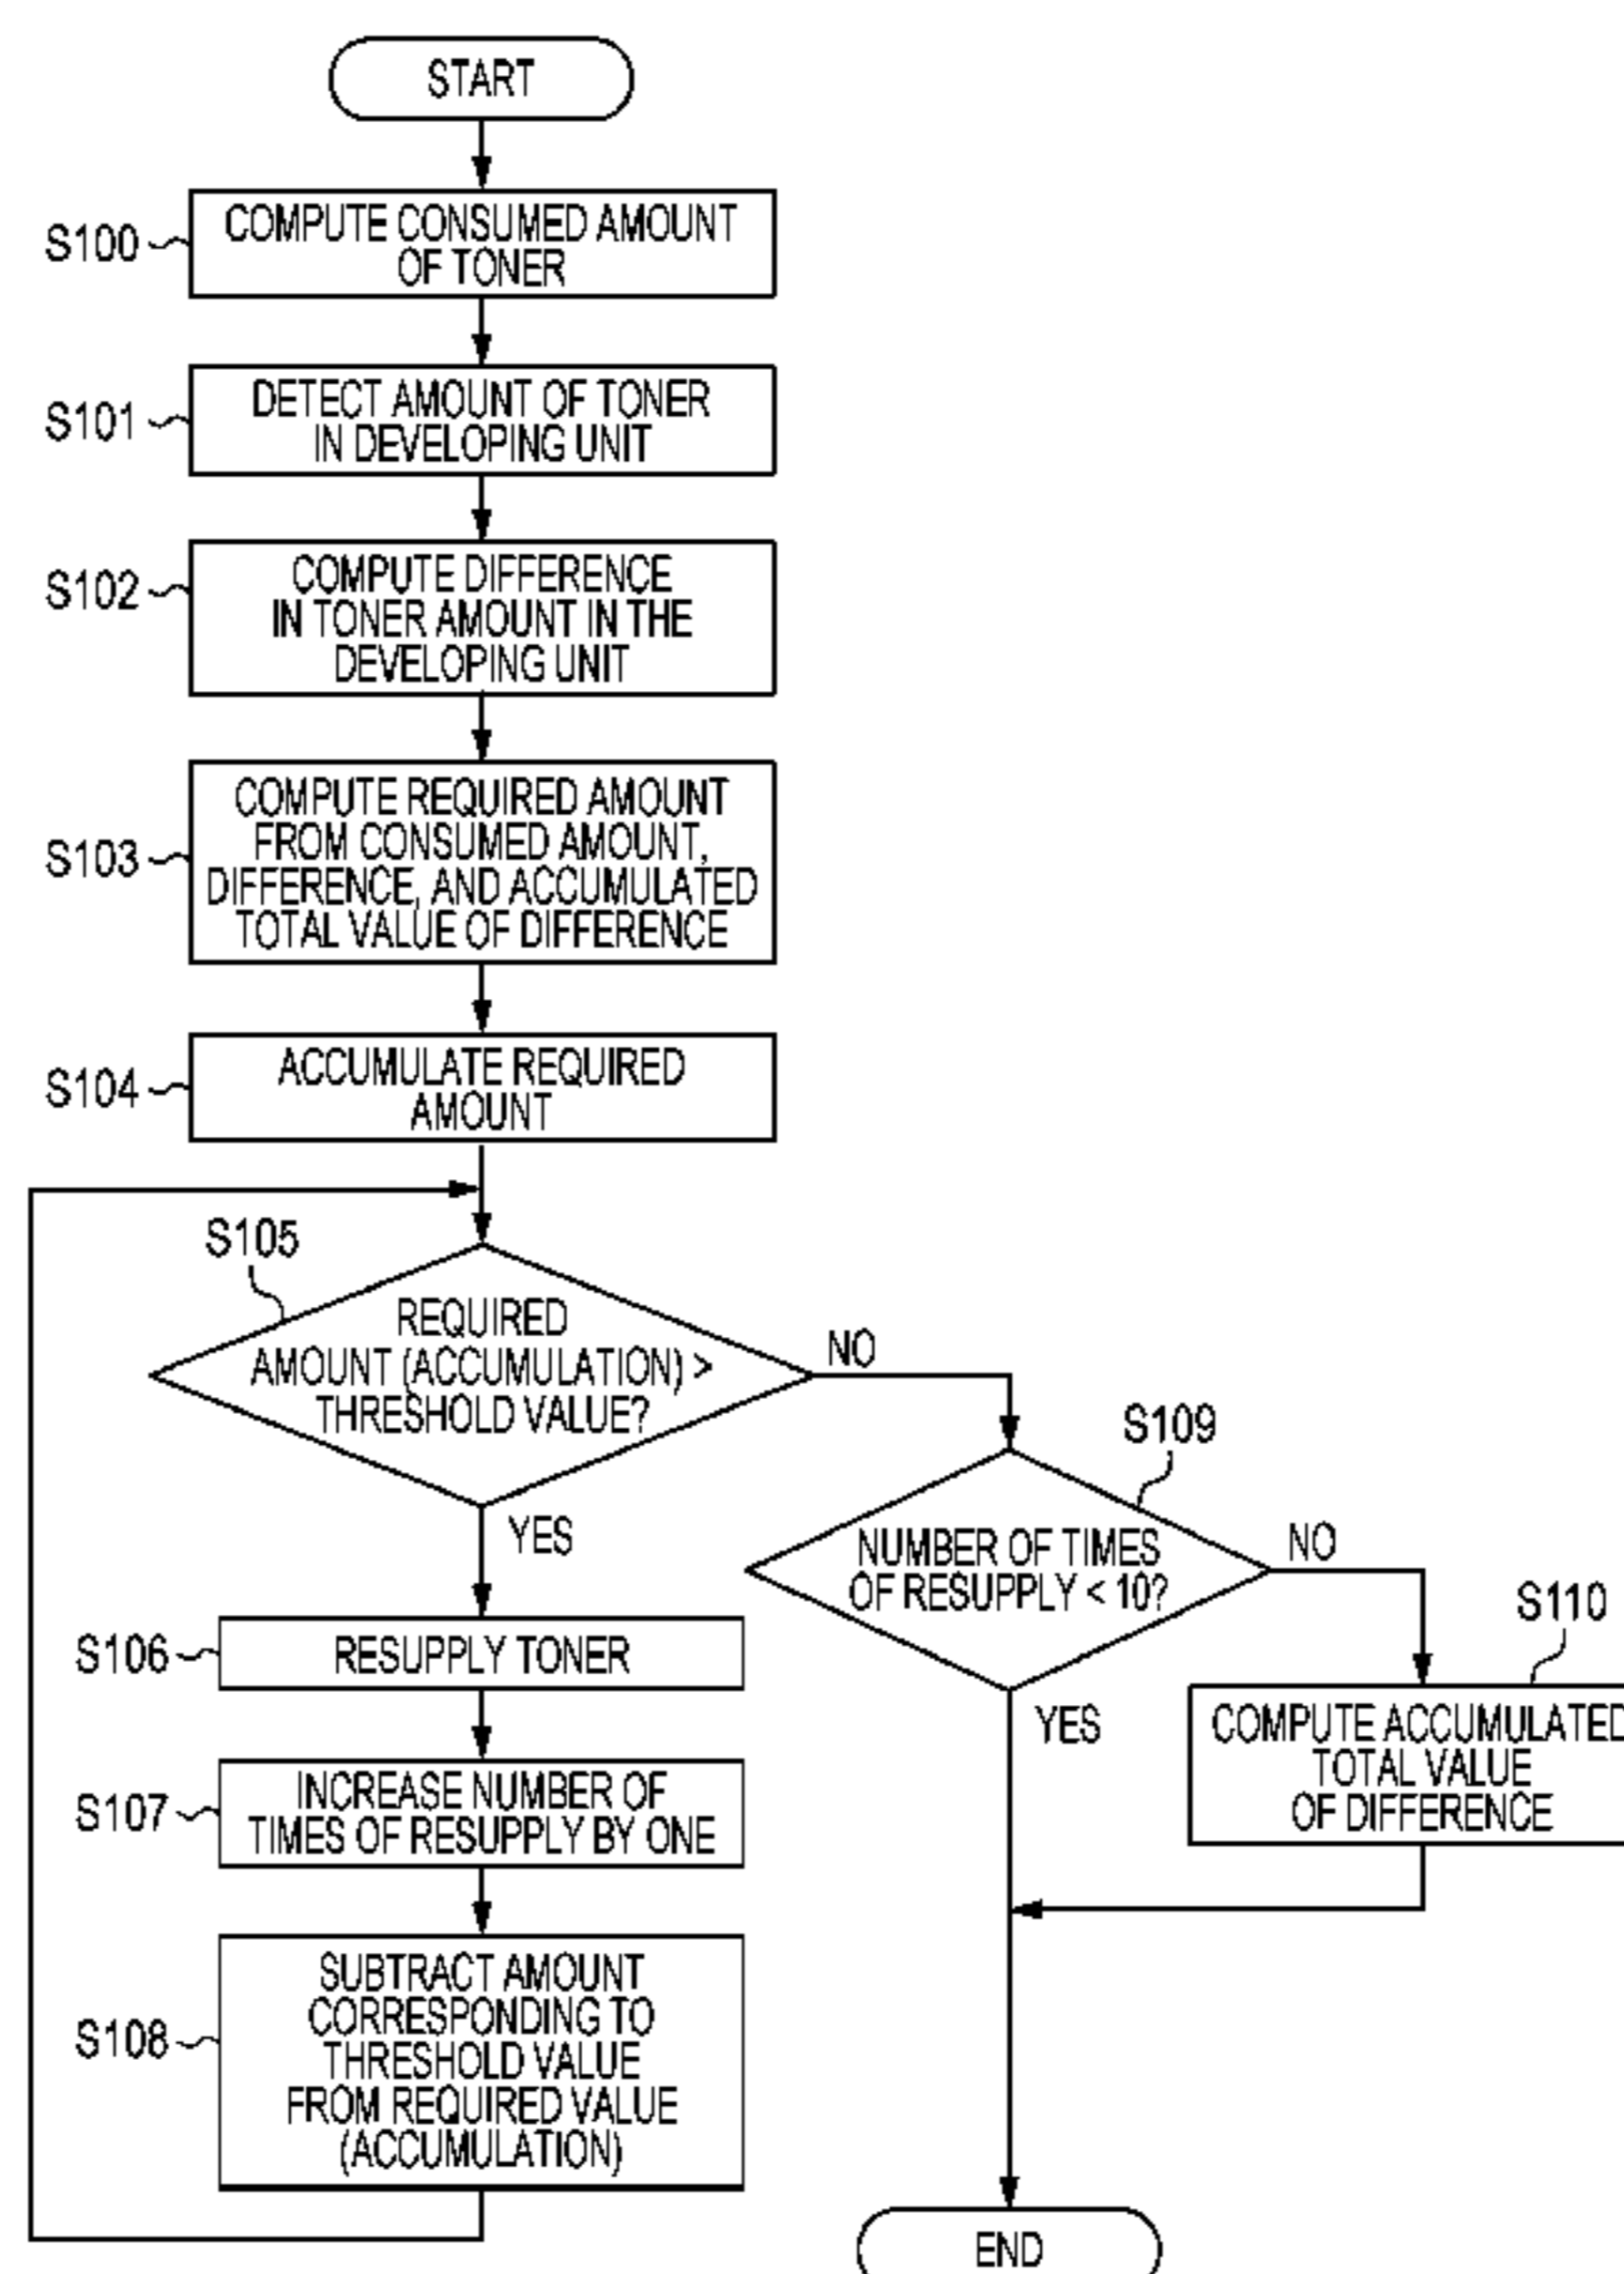 START
S100
COMPUTE CONSUMED AMOUNT
OF TONER
S101
DETECT AMOUNT OF TONER
IN DEVELOPING UNIT
S102
COMPUTE DIFFERENCE
IN TONER AMOUNT IN THE
DEVELOPING UNIT
S103
COMPUTE REQUIRED AMOUNT
FROM CONSUMED AMOUNT,
DIFFERENCE, AND ACCUMULATED
TOTAL VALUE OF DIFFERENCE
S104
ACCUMULATE REQUIRED
AMOUNT
S105
REQUIRED
AMOUNT (ACCUMULATION) >
THRESHOLD VALUE?
NO
YES
S109
NUMBER OF TIMES
OF RESUPPLY < 10?
NO
YES
S110
COMPUTE ACCUMULATED
TOTAL VALUE
OF DIFFERENCE
S106
RESUPPLY TONER
S107
INCREASE NUMBER OF
TIMES OF RESUPPLY BY ONE
S108
SUBTRACT AMOUNT
CORRESPONDING TO
THRESHOLD VALUE
FROM REQUIRED VALUE
(ACCUMULATION)
END